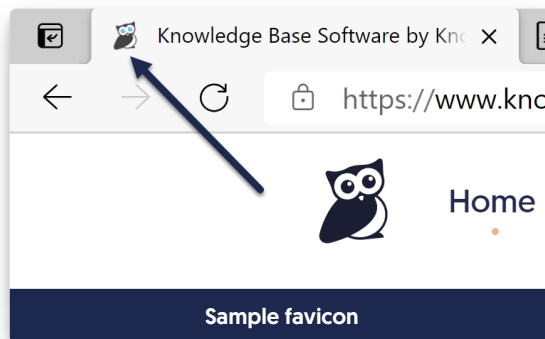 Knowledge Base Software by Kno
https://www.kno
Home
Sample favicon